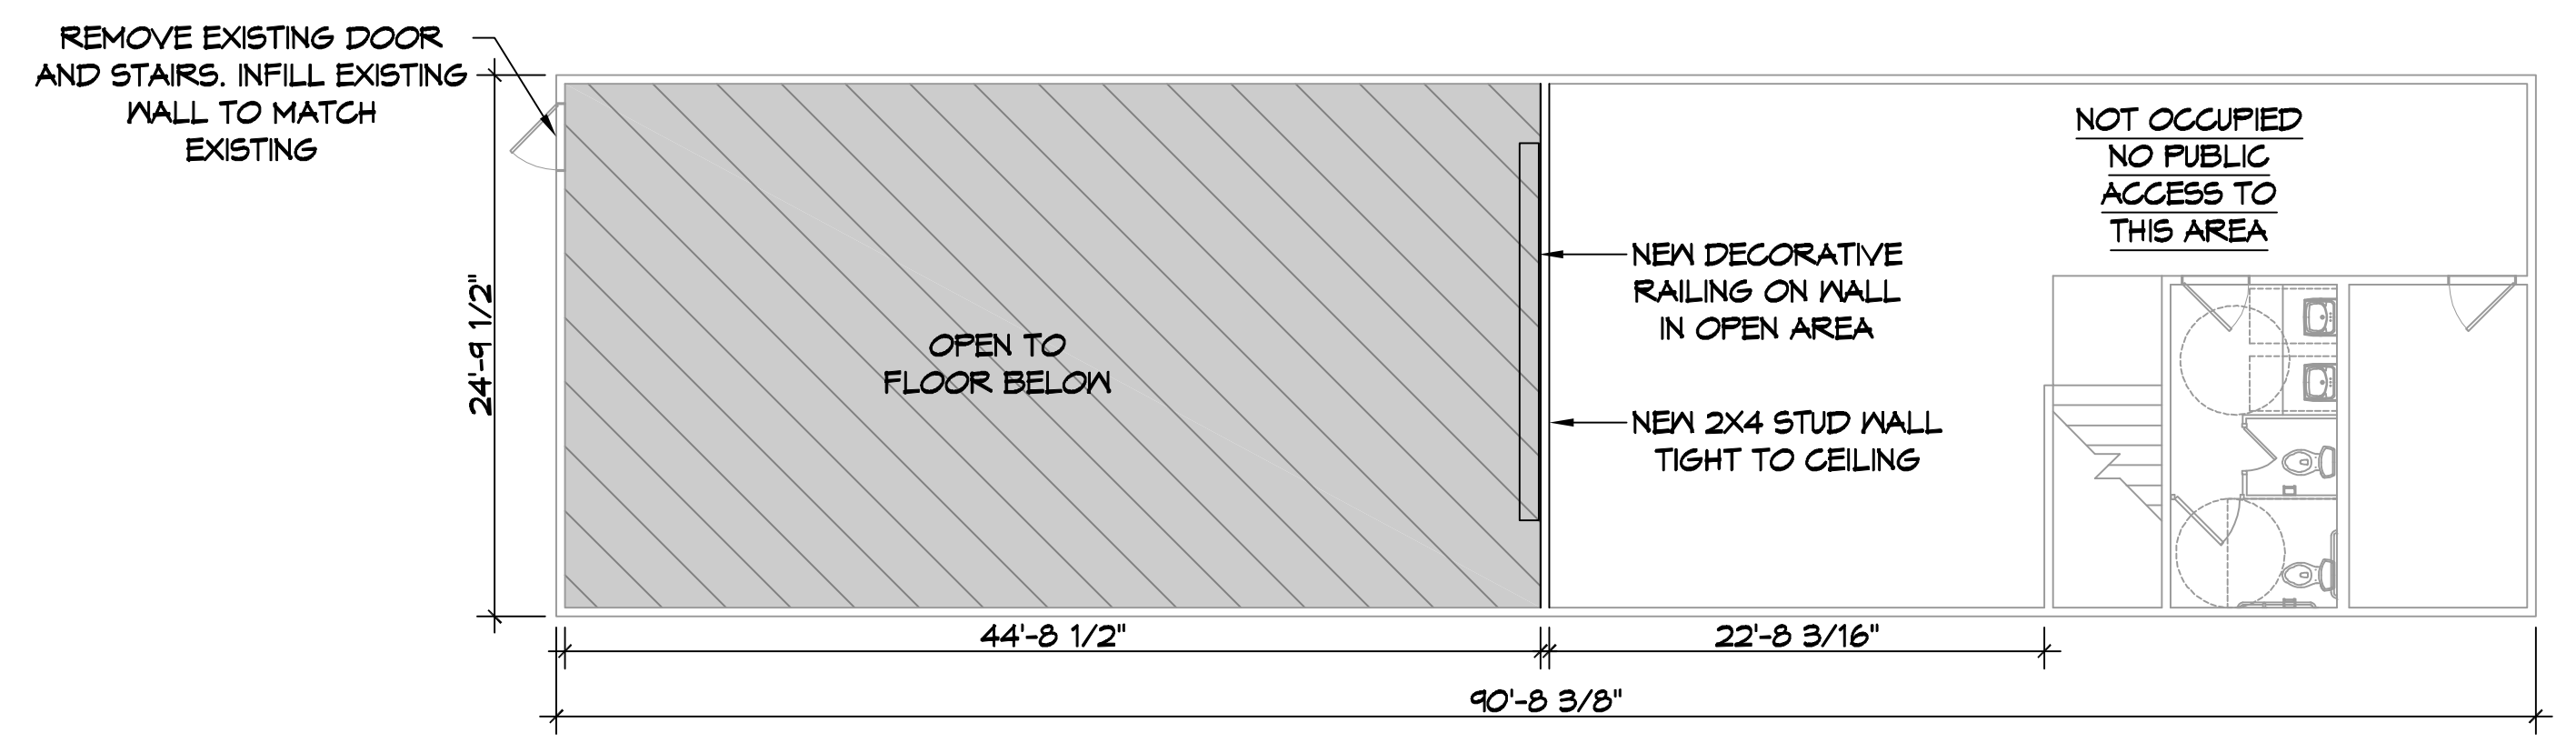 REMOVE EXISTING DOOR
AND STAIRS. INFILL EXISTING
WALL TO MATCH
EXISTING
24'-9 1/2"
OPEN TO
FLOOR BELOW
NEW DECORATIVE
RAILING ON WALL
IN OPEN AREA
NEW 2X4 STUD WALL
TIGHT TO CEILING
NOT OCCUPIED
NO PUBLIC
ACCESS TO
THIS AREA
44'-8 1/2"
22'-8 3/16"
90'-8 3/8"